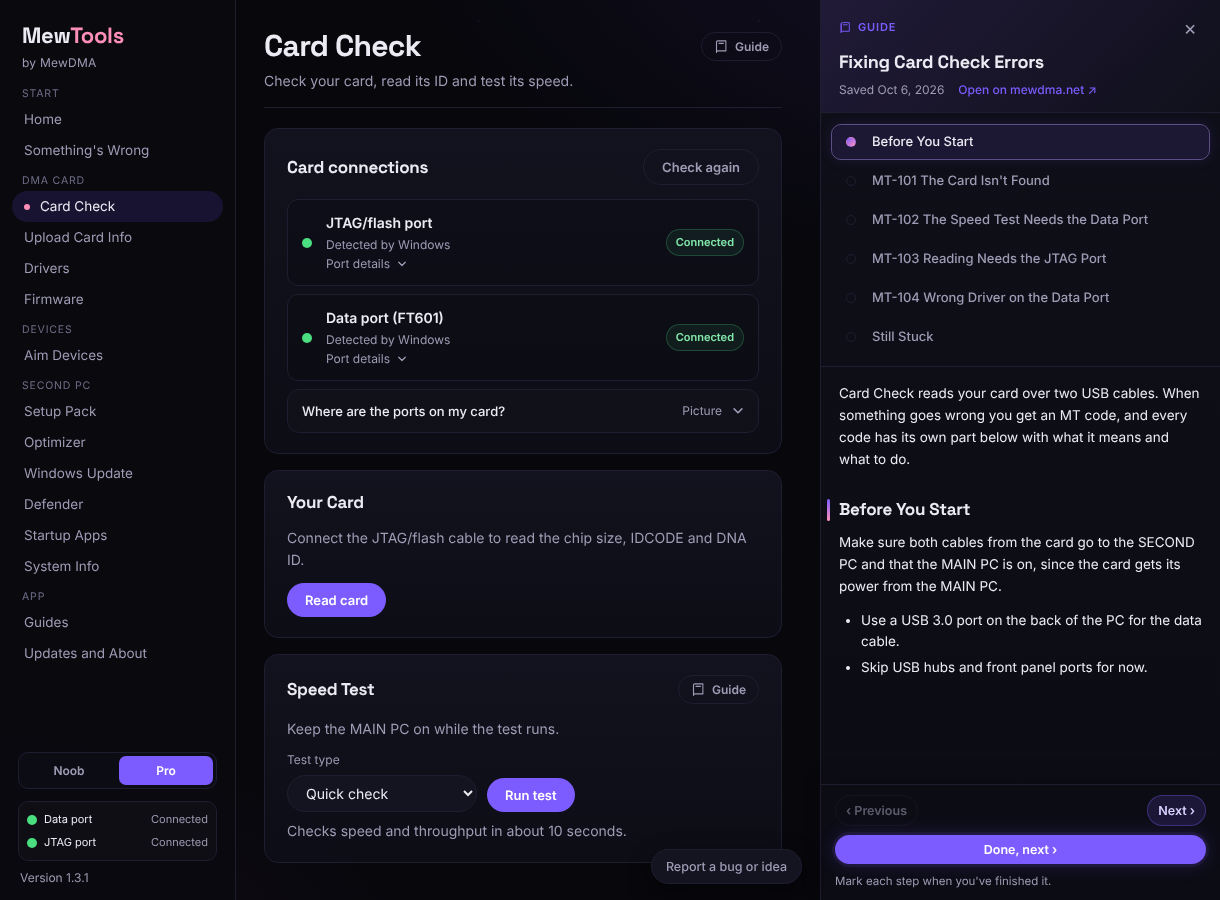 MewTools
by MewDMA
START
Home
Something's Wrong
DMA CARD
Card Check
Upload Card Info
Drivers
Firmware
DEVICES
Aim Devices
SECOND PC
Setup Pack
Optimizer
Windows Update
Defender
Startup Apps
System Info
APP
Guides
Updates and About
Noob
Pro
Data port Connected
JTAG port Connected
Version 1.3.1
Card Check
Guide
Check your card, read its ID and test its speed.
Card connections
Check again
JTAG/flash port
Detected by Windows
Port details
Connected
Data port (FT601)
Detected by Windows
Port details
Connected
Where are the ports on my card? Picture
Your Card
Connect the JTAG/flash cable to read the chip size, IDCODE and DNA
ID.
Read card
Speed Test
Guide
Keep the MAIN PC on while the test runs.
Test type
Quick check
Run test
Checks speed and throughput in about 10 seconds.
Report a bug or idea
GUIDE
Fixing Card Check Errors
Saved Oct 6, 2026 Open on mewdma.net ↗
Before You Start
MT-101 The Card Isn't Found
MT-102 The Speed Test Needs the Data Port
MT-103 Reading Needs the JTAG Port
MT-104 Wrong Driver on the Data Port
Still Stuck
Card Check reads your card over two USB cables. When
something goes wrong you get an MT code, and every
code has its own part below with what it means and
what to do.
Before You Start
Make sure both cables from the card go to the SECOND
PC and that the MAIN PC is on, since the card gets its
power from the MAIN PC.
• Use a USB 3.0 port on the back of the PC for the data
cable.
• Skip USB hubs and front panel ports for now.
‹ Previous
Next ›
Done, next ›
Mark each step when you've finished it.